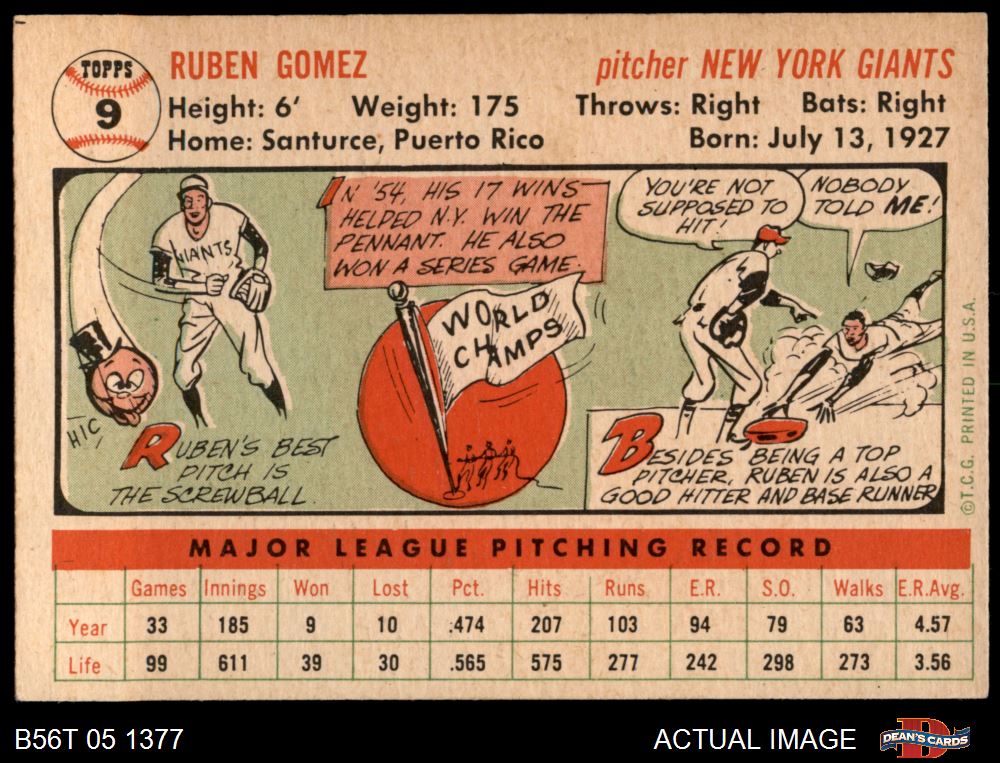 TOPPS
9
RUBEN GOMEZ
pitcher NEW YORK GIANTS
Height: 6' Weight: 175 Throws: Right Bats: Right
Home: Santurce, Puerto Rico Born: July 13, 1927
GIANTS
HIC
RUBEN'S BEST
PITCH IS
THE SCREWBALL.
IN '54, HIS 17 WINS
HELPED N.Y. WIN THE
PENNANT. HE ALSO
WON A SERIES GAME.
WORLD
CHAMPS
YOU'RE NOT
SUPPOSED TO
HIT!
NOBODY
TOLD ME!
BESIDES BEING A TOP
PITCHER, RUBEN IS ALSO A
GOOD HITTER AND BASE RUNNER
©T.C.G. PRINTED IN U.S.A.
MAJOR LEAGUE PITCHING RECORD
Games Innings Won Lost Pct. Hits Runs E.R. S.O. Walks E.R.Avg.
Year 33 185 9 10 .474 207 103 94 79 63 4.57
Life 99 611 39 30 .565 575 277 242 298 273 3.56
B56T 05 1377
ACTUAL IMAGE
D
DEAN'S CARDS